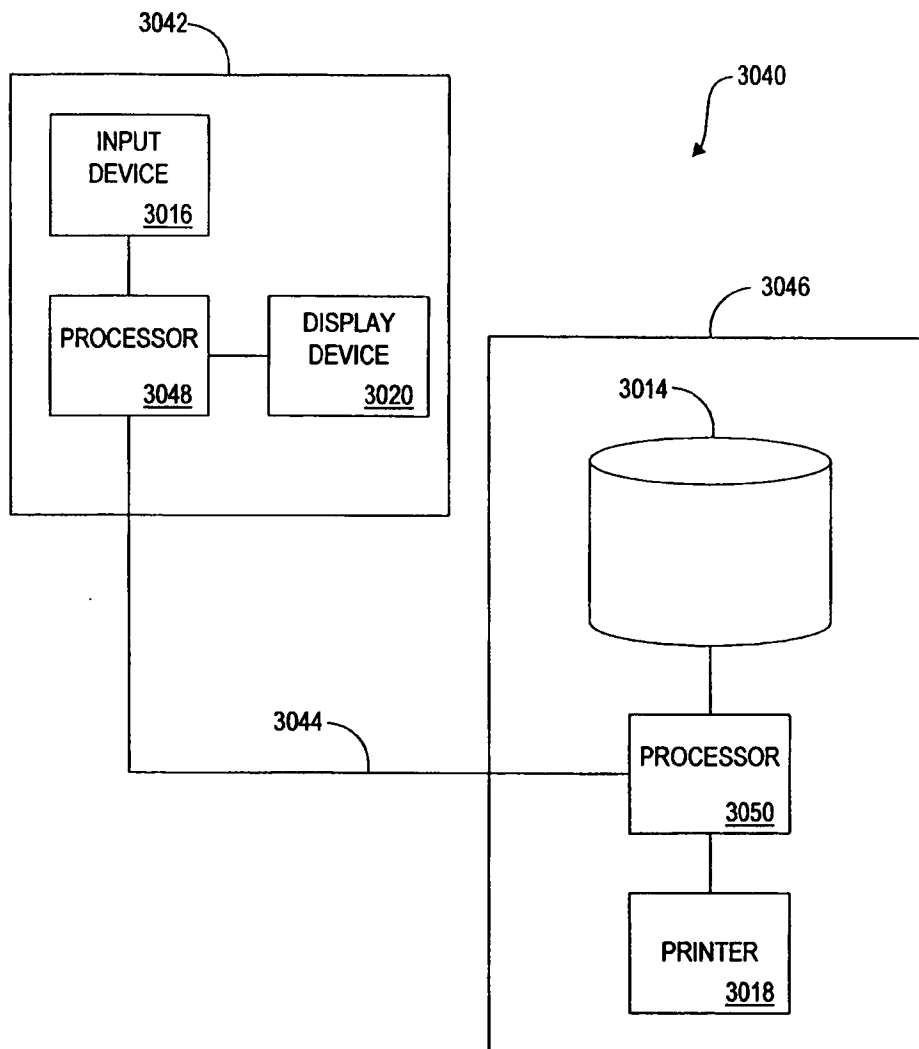 3042
3040
INPUT
DEVICE
3016
PROCESSOR
3048
DISPLAY
DEVICE
3020
3046
3014
3044
PROCESSOR
3050
PRINTER
3018